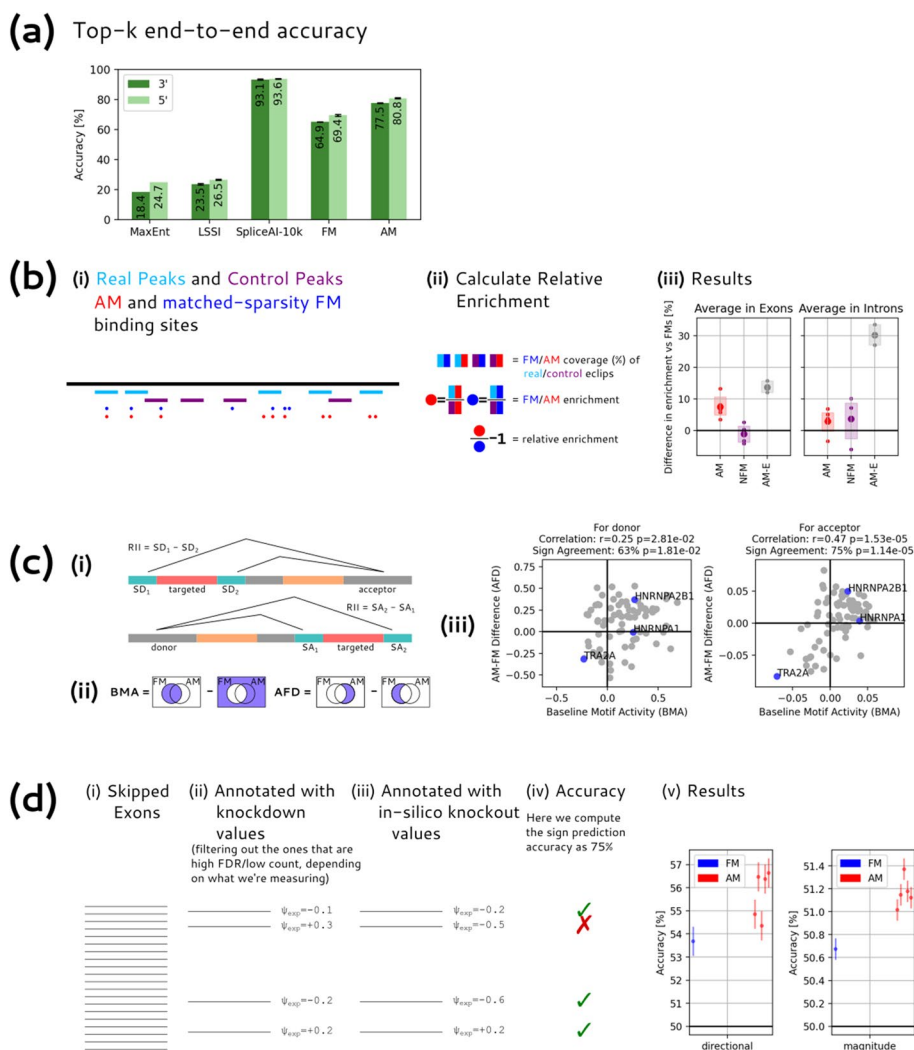 (a) Top-k end-to-end accuracy
Accuracy [%]
100
80
60
40
20
0
3'
5'
18.4
24.7
23.5
26.5
93.1
93.6
64.9
69.4
77.5
80.8
MaxEnt
LSSI
SpliceAI-10k
FM
AM
(b)
(i) Real Peaks and Control Peaks
AM and matched-sparsity FM
binding sites
(ii) Calculate Relative
Enrichment
= FM/AM coverage (%) of
real/control eclips
=
=
= FM/AM enrichment
-1 = relative enrichment
(iii) Results
Average in Exons
Average in Introns
Difference in enrichment vs FMs [%]
30
20
10
0
AM
NFM
AM-E
AM
NFM
AM-E
(c)
(i)
RII = SD1 − SD2
SD1
targeted
SD2
acceptor
RII = SA2 − SA1
donor
SA1
targeted
SA2
(ii)
BMA = FM AM − FM AM
AFD = FM AM − FM AM
(iii)
For donor
Correlation: r=0.25 p=2.81e-02
Sign Agreement: 63% p=1.81e-02
AM-FM Difference (AFD)
0.75
0.50
0.25
0.00
−0.25
−0.50
HNRNPA2B1
HNRNPA1
TRA2A
−0.5
0.0
0.5
Baseline Motif Activity (BMA)
For acceptor
Correlation: r=0.47 p=1.53e-05
Sign Agreement: 75% p=1.14e-05
AM-FM Difference (AFD)
0.05
0.00
−0.05
HNRNPA2B1
HNRNPA1
TRA2A
−0.05
0.00
0.05
Baseline Motif Activity (BMA)
(d)
(i) Skipped
Exons
(ii) Annotated with
knockdown
values
(filtering out the ones that are
high FDR/low count, depending
on what we're measuring)
ψexp=−0.1
ψexp=+0.3
ψexp=−0.2
ψexp=+0.2
(iii) Annotated with
in-silico knockout
values
ψexp=−0.2
ψexp=−0.5
ψexp=−0.6
ψexp=+0.2
(iv) Accuracy
Here we compute
the sign prediction
accuracy as 75%
✓
✗
✓
✓
(v) Results
Accuracy [%]
57
56
55
54
53
52
51
50
FM
AM
directional
Accuracy [%]
51.4
51.2
51.0
50.8
50.6
50.4
50.2
50.0
FM
AM
magnitude